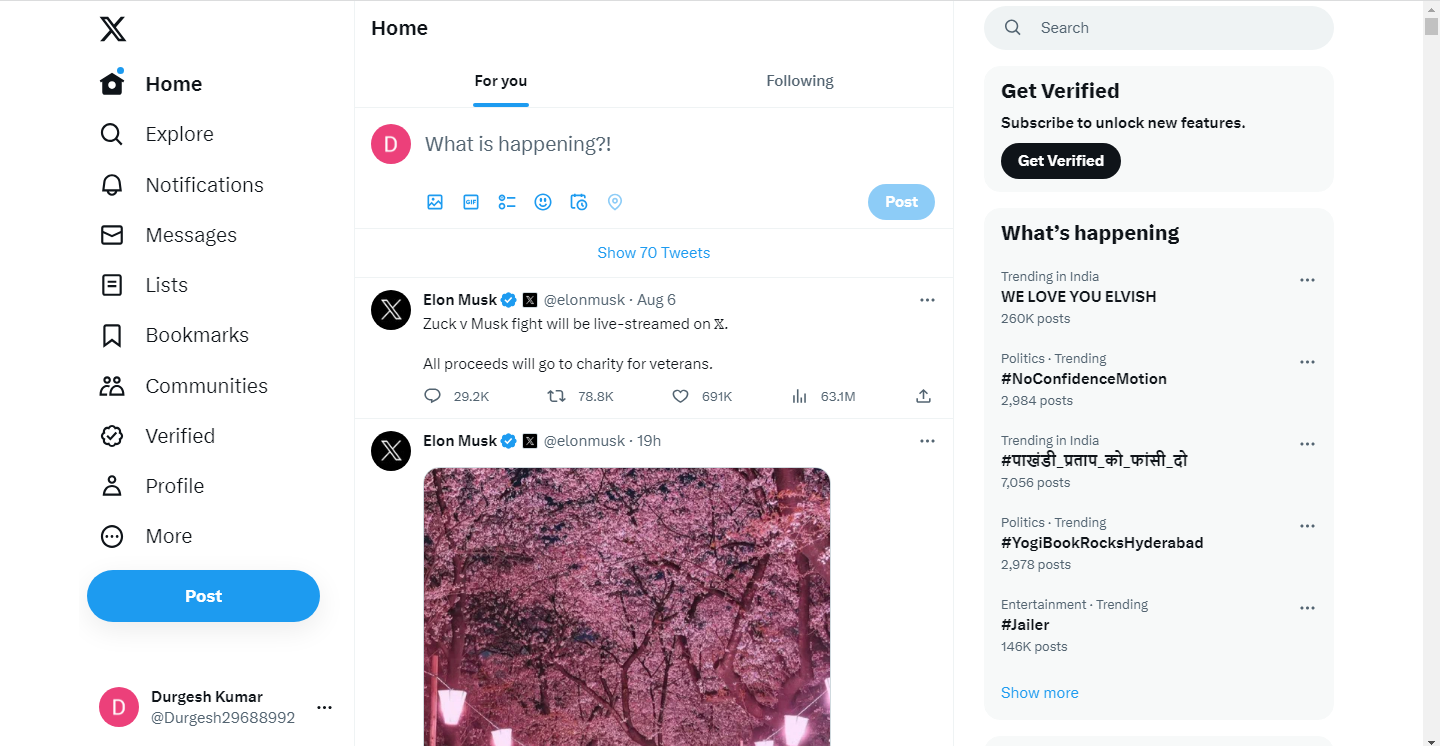 Home
Explore
Notifications
Messages
Lists
Bookmarks
Communities
Verified
Profile
More
Post
Durgesh Kumar
@Durgesh29688992
Home
For you
Following
D
What is happening?!
GIF
Post
Show 70 Tweets
Elon Musk @elonmusk · Aug 6
Zuck v Musk fight will be live-streamed on 𝕏.
All proceeds will go to charity for veterans.
29.2K 78.8K 691K 63.1M
Elon Musk @elonmusk · 19h
Search
Get Verified
Subscribe to unlock new features.
Get Verified
What’s happening
Trending in India
WE LOVE YOU ELVISH
260K posts
Politics · Trending
#NoConfidenceMotion
2,984 posts
Trending in India
#पाखंडी_प्रताप_को_फांसी_दो
7,056 posts
Politics · Trending
#YogiBookRocksHyderabad
2,978 posts
Entertainment · Trending
#Jailer
146K posts
Show more
D